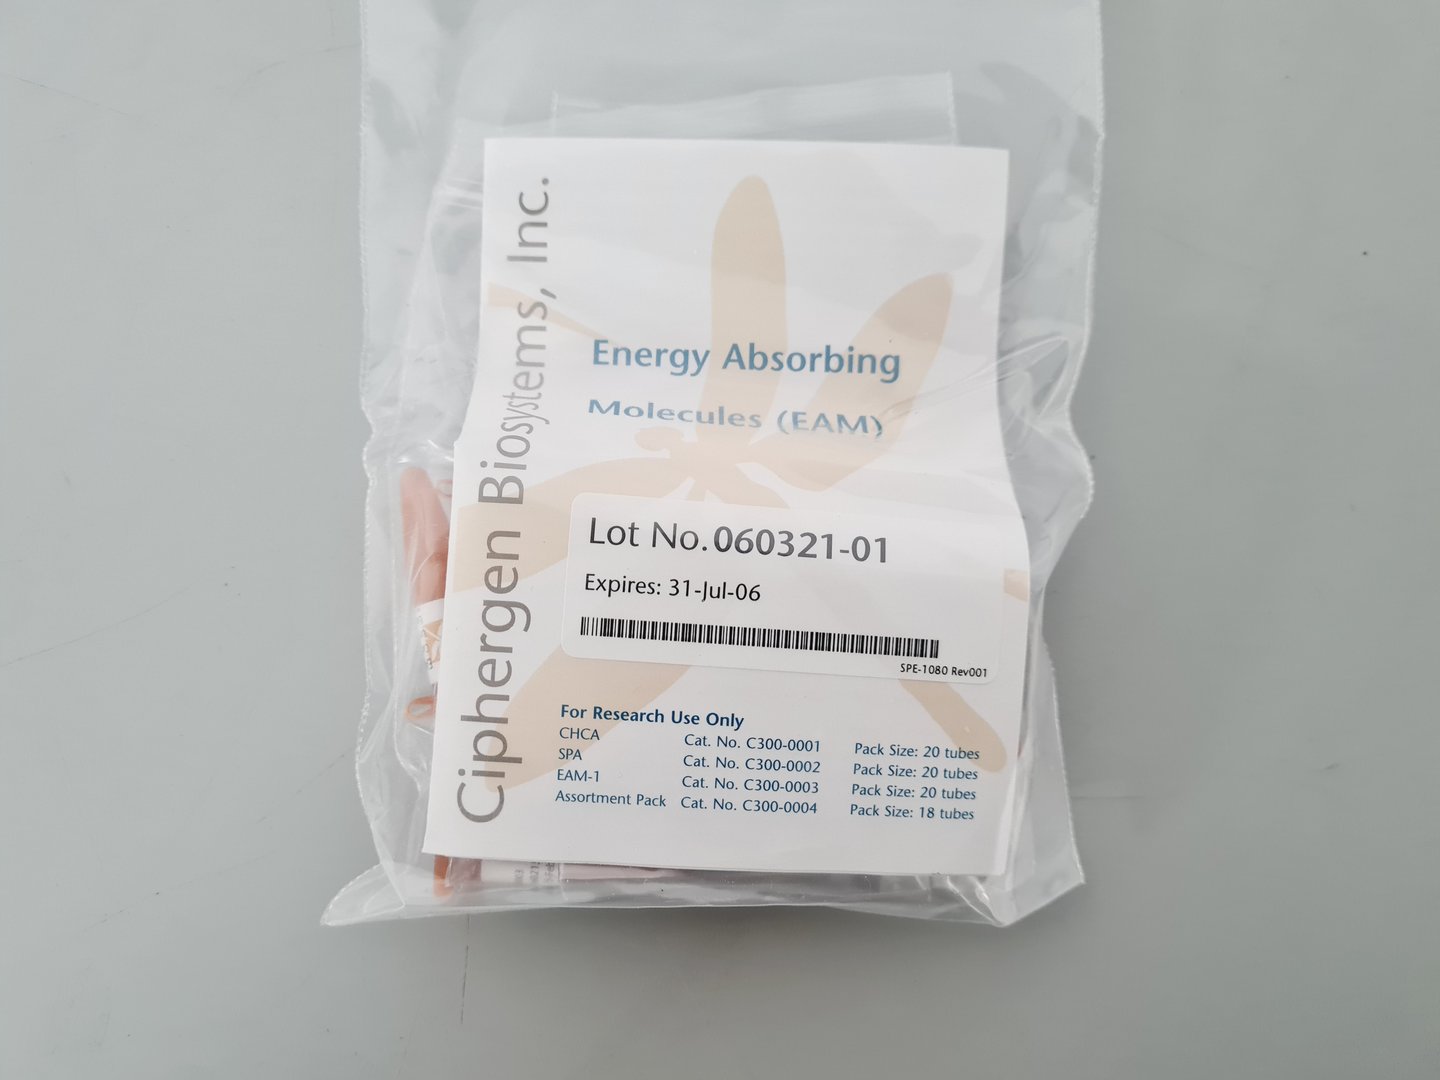 Ciphergen Biosystems, Inc.
Energy Absorbing
Molecules (EAM)
Lot No. 060321-01
Expires: 31-Jul-06
SPE-1080 Rev001
For Research Use Only
CHCA Cat. No. C300-0001 Pack Size: 20 tubes
SPA Cat. No. C300-0002 Pack Size: 20 tubes
EAM-1 Cat. No. C300-0003 Pack Size: 20 tubes
Assortment Pack Cat. No. C300-0004 Pack Size: 18 tubes